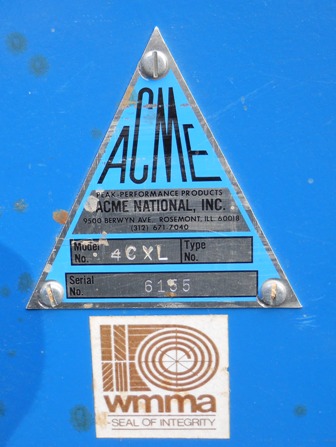 ACME
PEAK-PERFORMANCE PRODUCTS
ACME NATIONAL, INC.
9500 BERWYN AVE., ROSEMONT, ILL. 60018
(312) 671-7040
Model No. 4CXL Type No.
Serial No. 6155
wmma
SEAL OF INTEGRITY